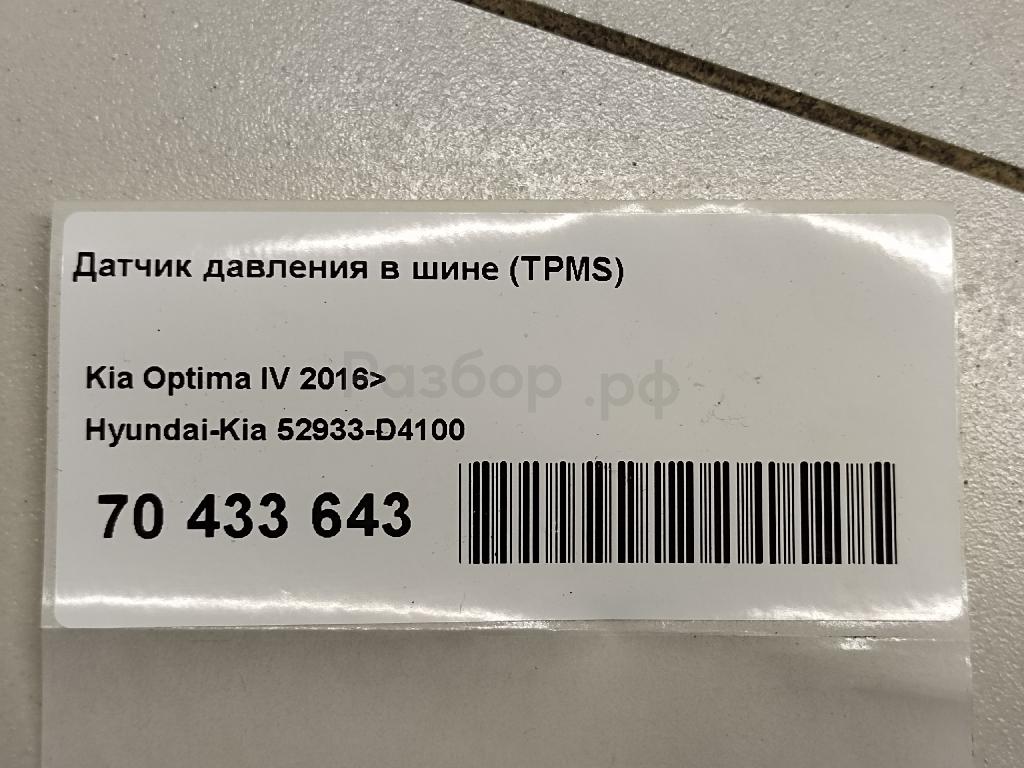 Датчик давления в шине (TPMS)
Kia Optima IV 2016>
Разбор.рф
Hyundai-Kia 52933-D4100
70 433 643